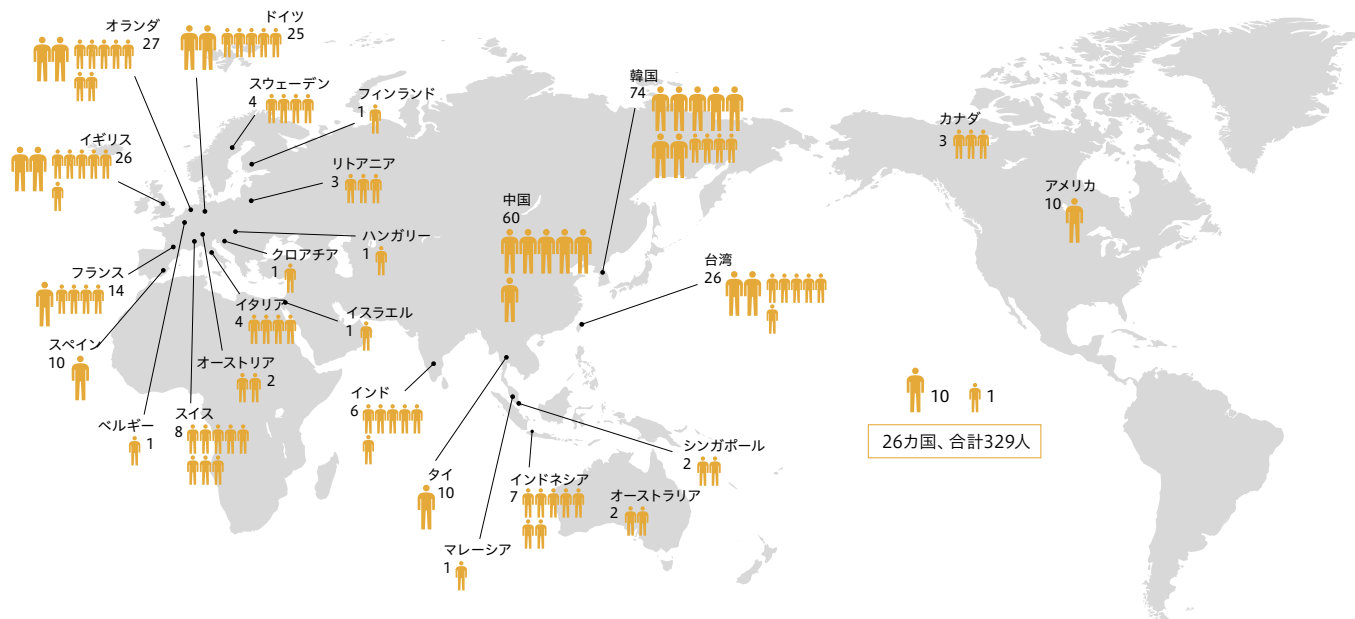 オランダ
27
ドイツ
25
スウェーデン
4
フィンランド
1
韓国
74
カナダ
3
イギリス
26
リトアニア
3
アメリカ
10
中国
60
ハンガリー
1
クロアチア
1
台湾
26
フランス
14
イタリア
4
イスラエル
1
スペイン
10
オーストリア
2
インド
6
ベルギー
1
スイス
8
10
1
26カ国、合計329人
シンガポール
2
タイ
10
インドネシア
7
オーストラリア
2
マレーシア
1